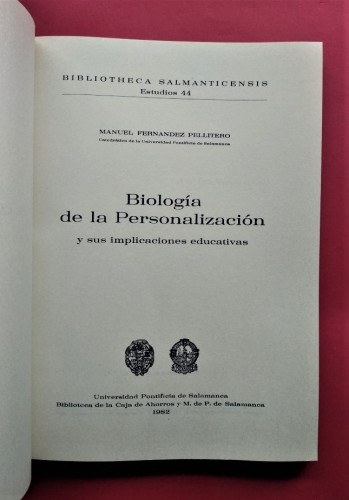 BIBLIOTHECA SALMANTICENSIS
Estudios 44
MANUEL FERNANDEZ PELLITERO
Catedrático de la Universidad Pontificia de Salamanca
Biología
de la Personalización
y sus implicaciones educativas
Universidad Pontificia de Salamanca
Biblioteca de la Caja de Ahorros y M. de P. de Salamanca
1982